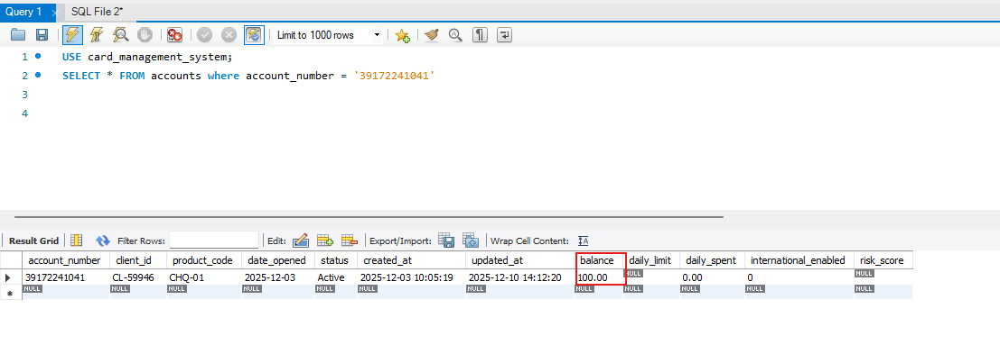 Query 1 SQL File 2*
Limit to 1000 rows
1 USE card_management_system;
2 SELECT * FROM accounts where account_number = '39172241041'
3
4
Result Grid Filter Rows: Edit: Export/Import: Wrap Cell Content:
account_number client_id product_code date_opened status created_at updated_at balance daily_limit daily_spent international_enabled risk_score
39172241041 CL-59946 CHQ-01 2025-12-03 Active 2025-12-03 10:05:19 2025-12-10 14:12:20 100.00 NULL 0.00 0 NULL
NULL NULL NULL NULL NULL NULL NULL NULL NULL NULL NULL NULL